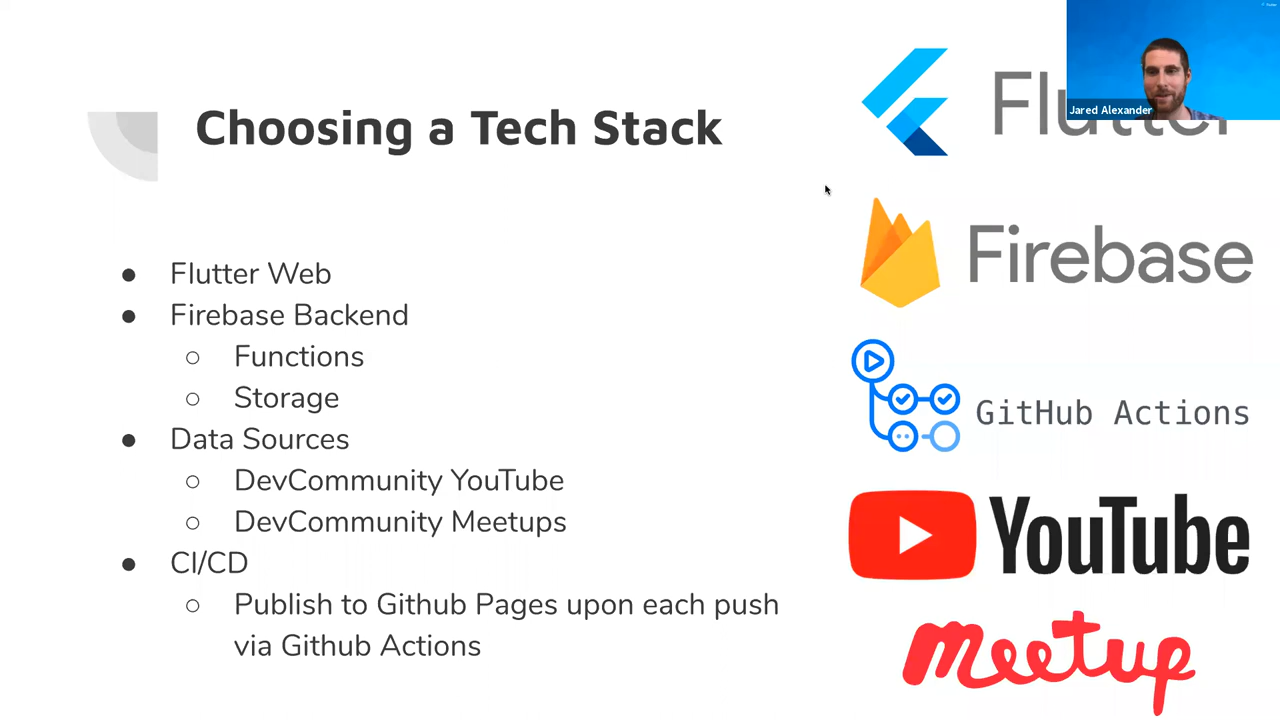 Choosing a Tech Stack
● Flutter Web
● Firebase Backend
○ Functions
○ Storage
● Data Sources
○ DevCommunity YouTube
○ DevCommunity Meetups
● CI/CD
○ Publish to Github Pages upon each push
via Github Actions
Flutter
Jared Alexander
Firebase
GitHub Actions
YouTube
meetup